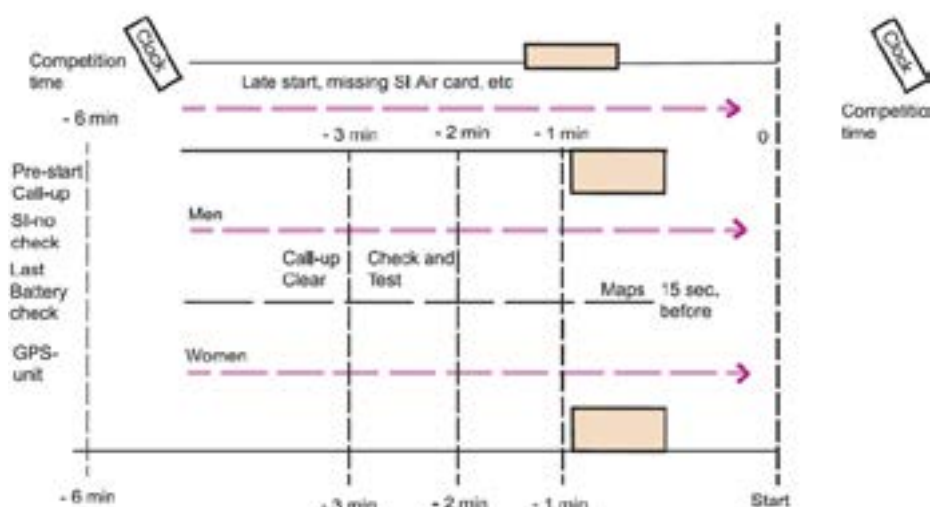 Clock
Competition
time
Late start, missing SI Air card, etc
- 6 min
- 3 min
- 2 min
- 1 min
0
Pre-start
Call-up
SI-no
check
Last
Battery
check
GPS-
unit
Men
Call-up
Clear
Check and
Test
Maps
15 sec.
before
Women
- 6 min
- 3 min
- 2 min
- 1 min
Start
Clock
time